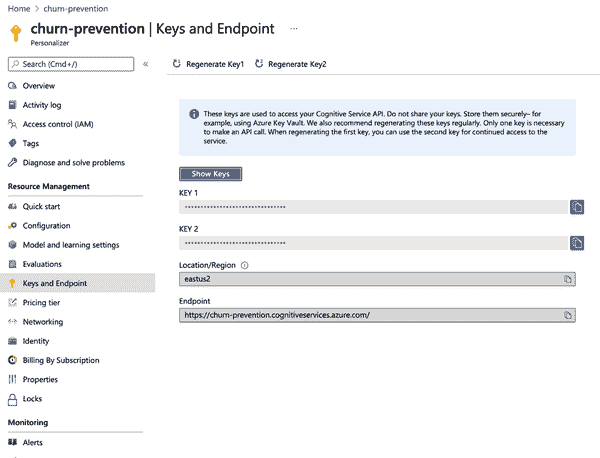 Home > churn-prevention
churn-prevention | Keys and Endpoint ...
Personalizer
Search (Cmd+/)
«
Regenerate Key1
Regenerate Key2
Overview
Activity log
Access control (IAM)
Tags
Diagnose and solve problems
Resource Management
Quick start
Configuration
Model and learning settings
Evaluations
Keys and Endpoint
Pricing tier
Networking
Identity
Billing By Subscription
Properties
Locks
Monitoring
Alerts
These keys are used to access your Cognitive Service API. Do not share your keys. Store them securely– for
example, using Azure Key Vault. We also recommend regenerating these keys regularly. Only one key is necessary
to make an API call. When regenerating the first key, you can use the second key for continued access to the
service.
Show Keys
KEY 1
••••••••••••••••••••••••••••••••
KEY 2
••••••••••••••••••••••••••••••••
Location/Region
eastus2
Endpoint
https://churn-prevention.cognitiveservices.azure.com/